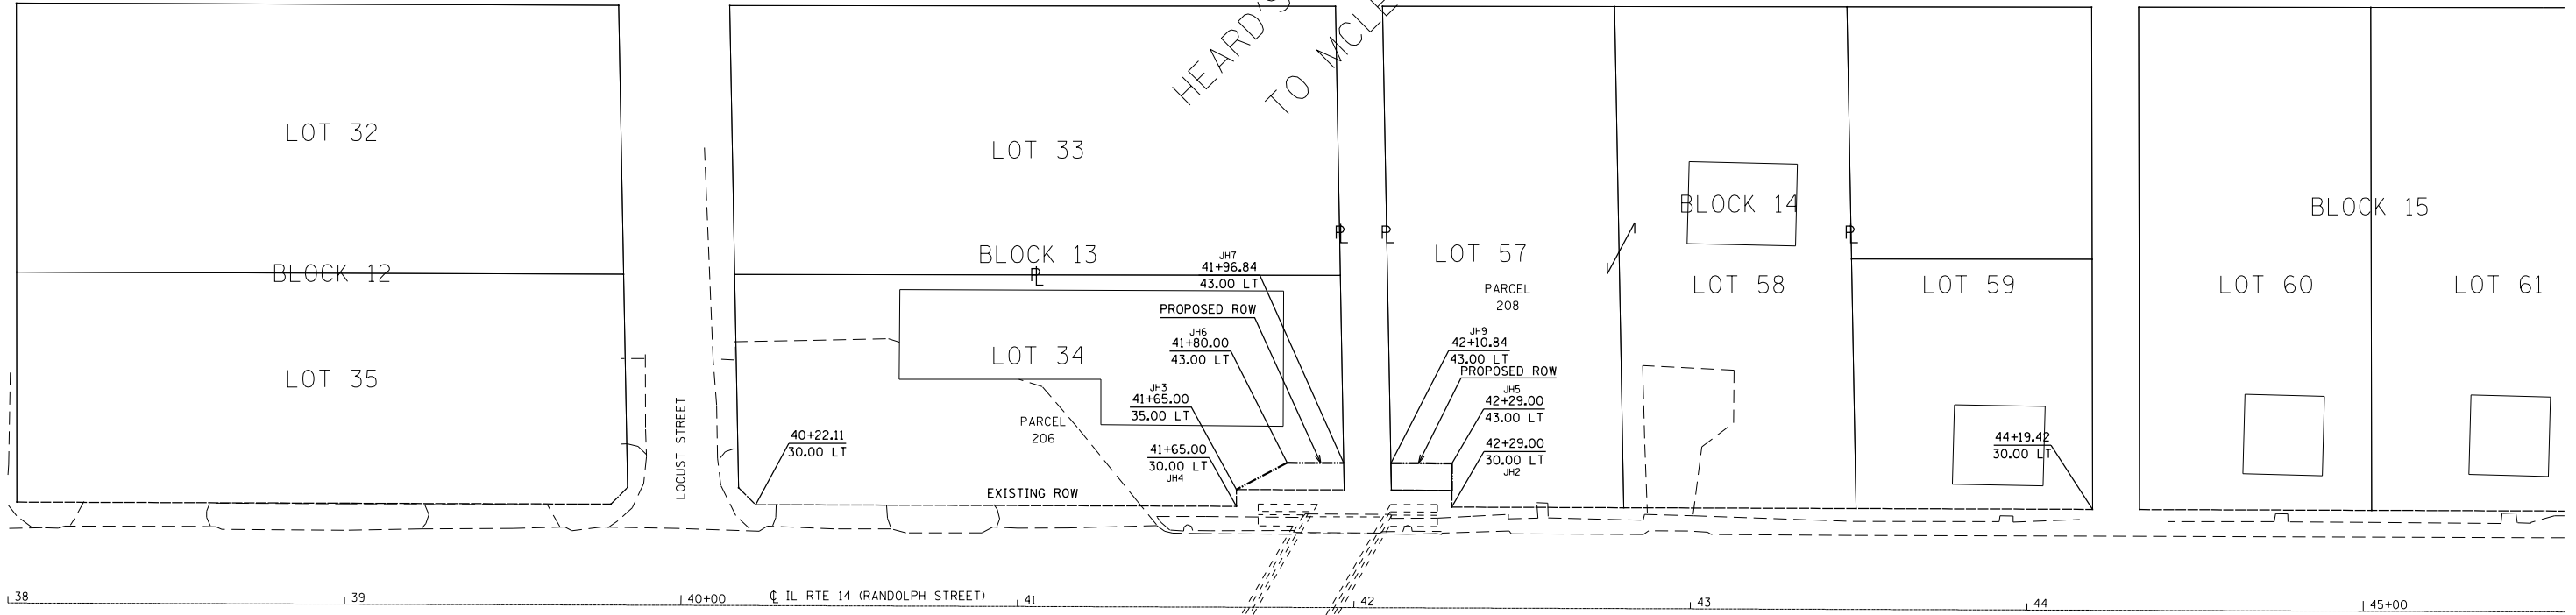 HEARD'S
TO MCLE
LOT 32
LOT 33
BLOCK 14
BLOCK 15
BLOCK 12
BLOCK 13
LOT 57
LOT 58
LOT 59
LOT 60
LOT 61
PARCEL
208
JH7
41+96.84
43.00 LT
PROPOSED ROW
JH6
41+80.00
43.00 LT
JH9
42+10.84
43.00 LT
PROPOSED ROW
LOT 35
LOT 34
JH3
41+65.00
35.00 LT
JH5
42+29.00
43.00 LT
PARCEL
206
LOCUST STREET
40+22.11
30.00 LT
41+65.00
30.00 LT
JH4
42+29.00
30.00 LT
JH2
44+19.42
30.00 LT
EXISTING ROW
38
39
40+00
℄ IL RTE 14 (RANDOLPH STREET)
41
42
43
44
45+00